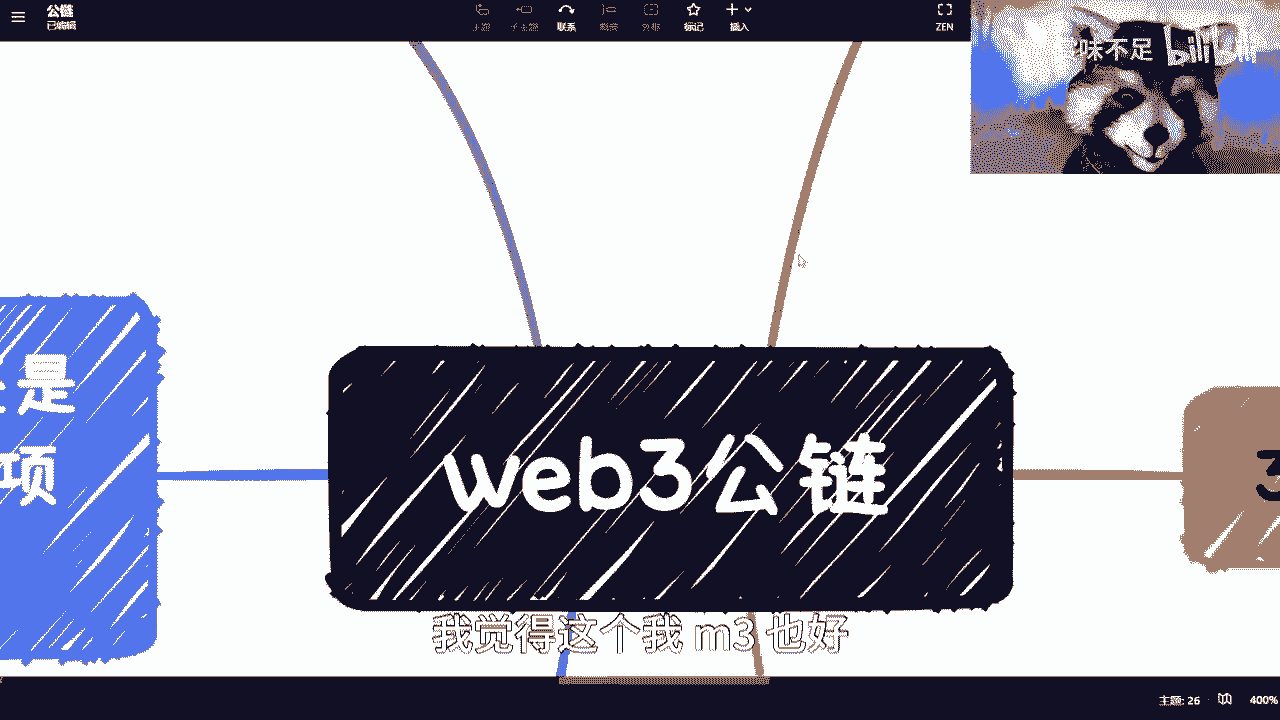 公链
已编辑
主题
子主题
联系
概要
外框
标记
插入
ZEN
味不足 bilibili
是
项
web3公链
3
我觉得这个我 m3 也好
主题: 26
400%